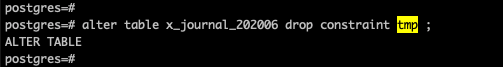 postgres=#
postgres=# alter table x_journal_202006 drop constraint tmp ;
ALTER TABLE
postgres=#